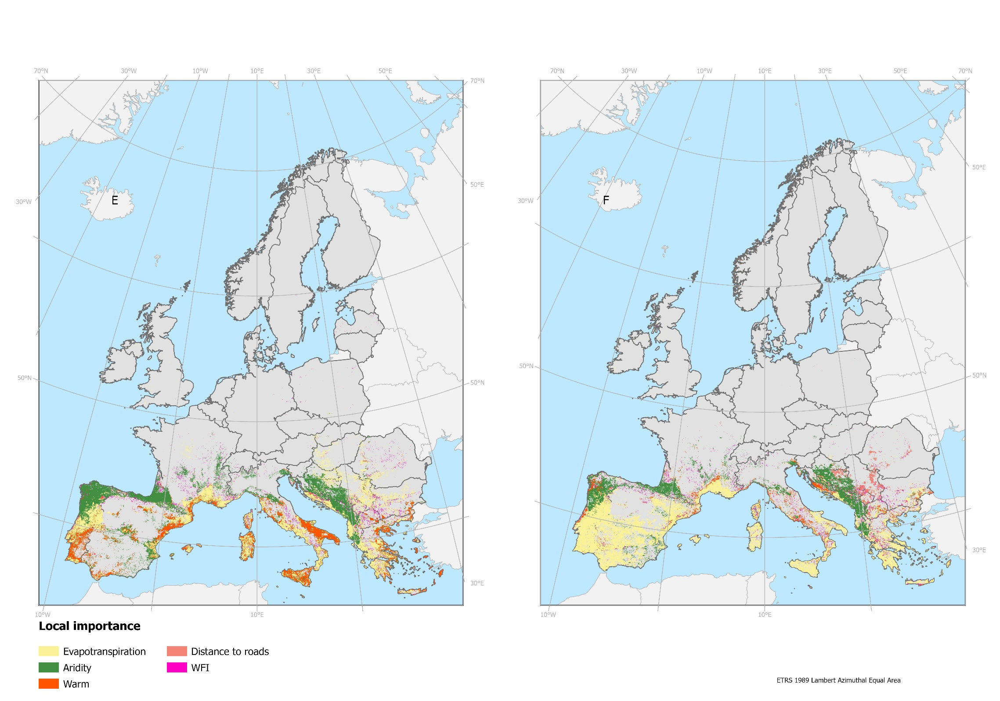 70°N 30°W 10°W 10°E 30°E 50°E
70°N 30°W 10°W 10°E 30°E 50°E 70°N
70°N
50°E
50°E
30°W
30°W
E
F
50°N
50°N
50°N
50°N
30°E
30°E
10°W 10°E
10°W 10°E
Local importance
Evapotranspiration
Distance to roads
Aridity
WFI
Warm
ETRS 1989 Lambert Azimuthal Equal Area